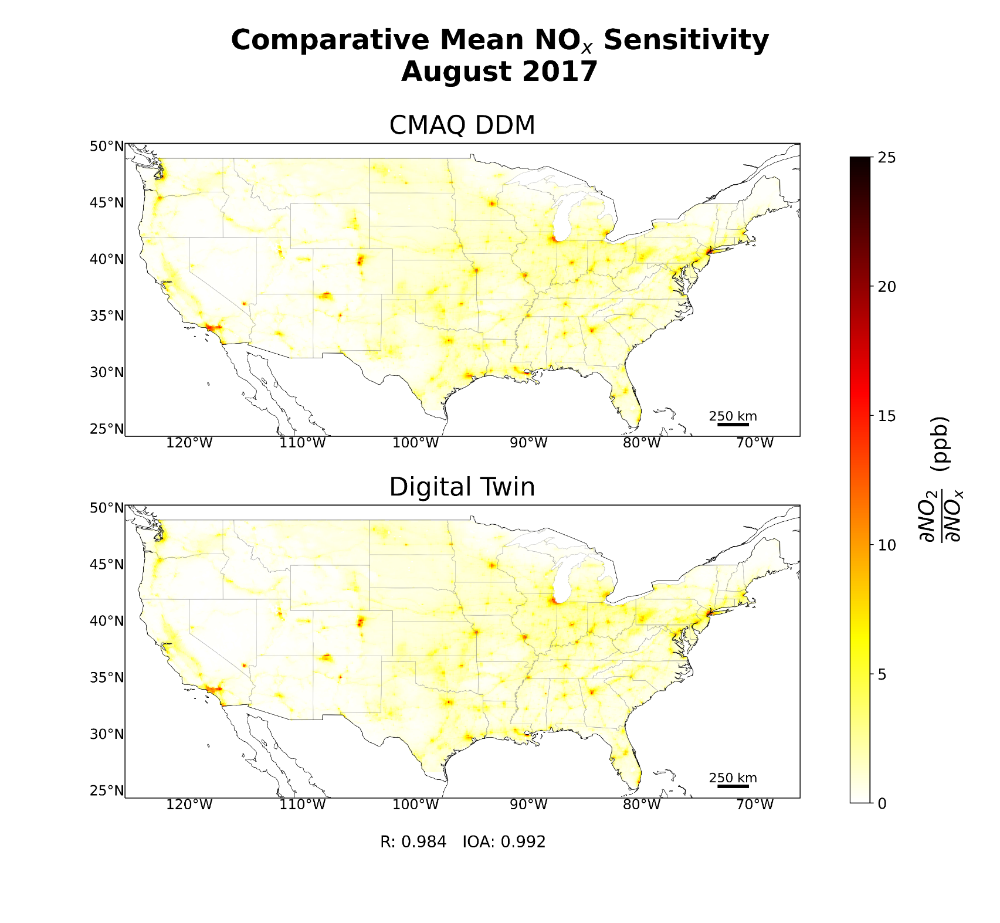 Comparative Mean NOₓ Sensitivity
August 2017
CMAQ DDM
50°N
45°N
40°N
35°N
30°N
25°N
250 km
120°W 110°W 100°W 90°W 80°W 70°W
Digital Twin
50°N
45°N
40°N
35°N
30°N
25°N
250 km
120°W 110°W 100°W 90°W 80°W 70°W
R: 0.984 IOA: 0.992
25
20
15
10
5
0
∂NO₂
∂NOₓ
(ppb)